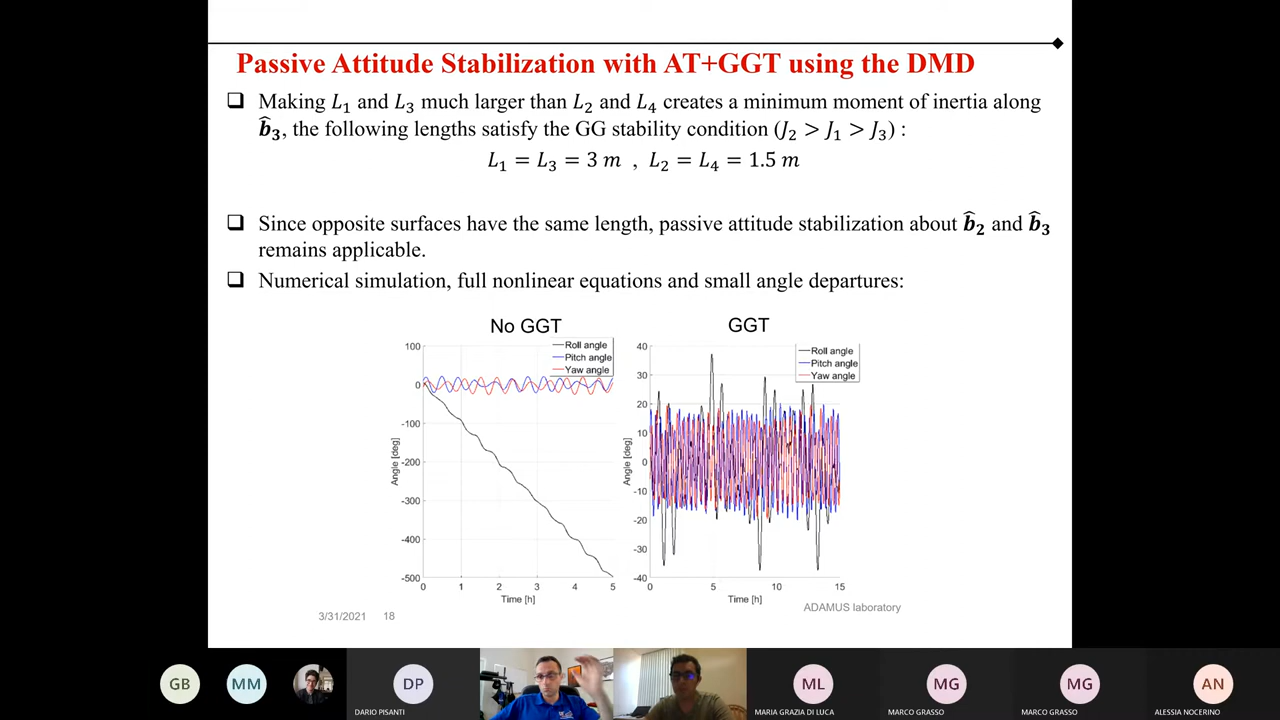 Passive Attitude Stabilization with AT+GGT using the DMD
❑ Making L₁ and L₃ much larger than L₂ and L₄ creates a minimum moment of inertia along
b̂₃, the following lengths satisfy the GG stability condition (J₂ > J₁ > J₃) :
L₁ = L₃ = 3 m , L₂ = L₄ = 1.5 m
❑ Since opposite surfaces have the same length, passive attitude stabilization about b̂₂ and b̂₃
remains applicable.
❑ Numerical simulation, full nonlinear equations and small angle departures:
No GGT
Roll angle
Pitch angle
Yaw angle
100
0
-100
-200
-300
-400
-500
Angle [deg]
0 1 2 3 4 5
Time [h]
GGT
Roll angle
Pitch angle
Yaw angle
40
30
20
10
0
-10
-20
-30
-40
Angle [deg]
0 5 10 15
Time [h]
3/31/2021 18
ADAMUS laboratory
GB
MM
DP
DARIO PISANTI
ML
MARIA GRAZIA DI LUCA
MG
MARCO GRASSO
MG
MARCO GRASSO
AN
ALESSIA NOCERINO